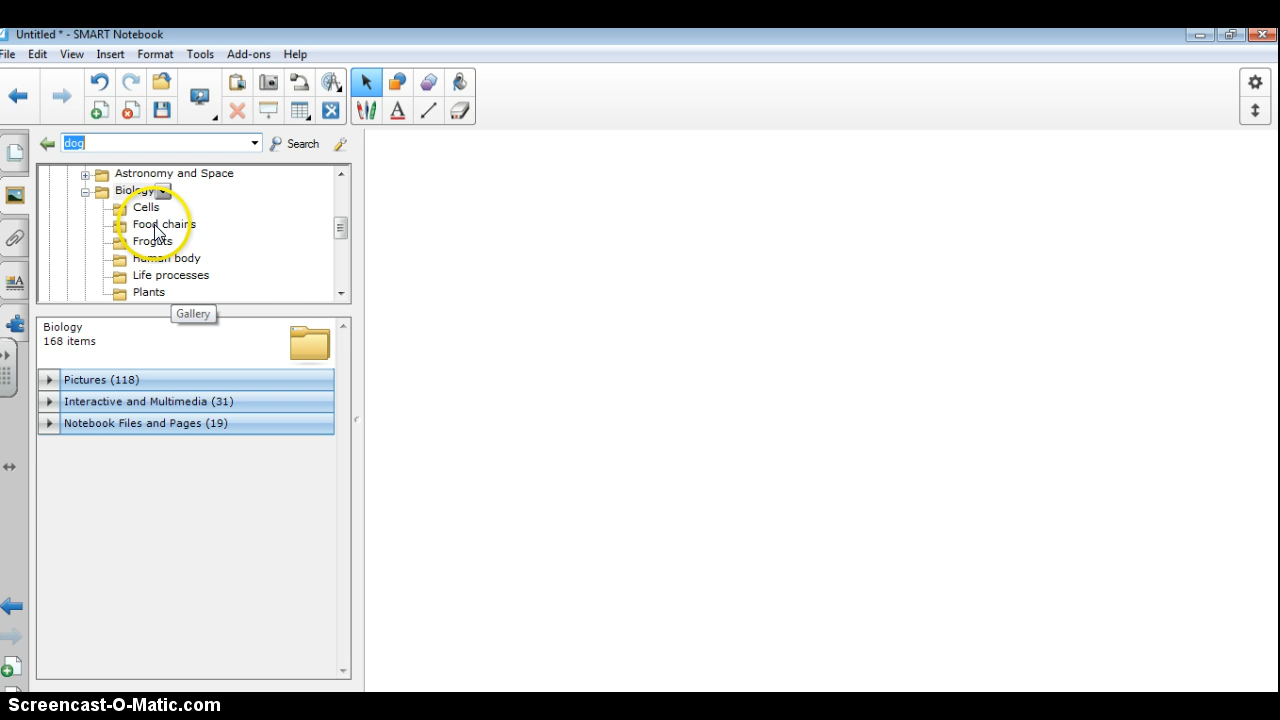 Untitled * - SMART Notebook
File Edit View Insert Format Tools Add-ons Help
dog Search
Astronomy and Space
Biology
Cells
Food chains
Froguts
Human body
Life processes
Plants
Gallery
Biology
168 items
Pictures (118)
Interactive and Multimedia (31)
Notebook Files and Pages (19)
Screencast-O-Matic.com